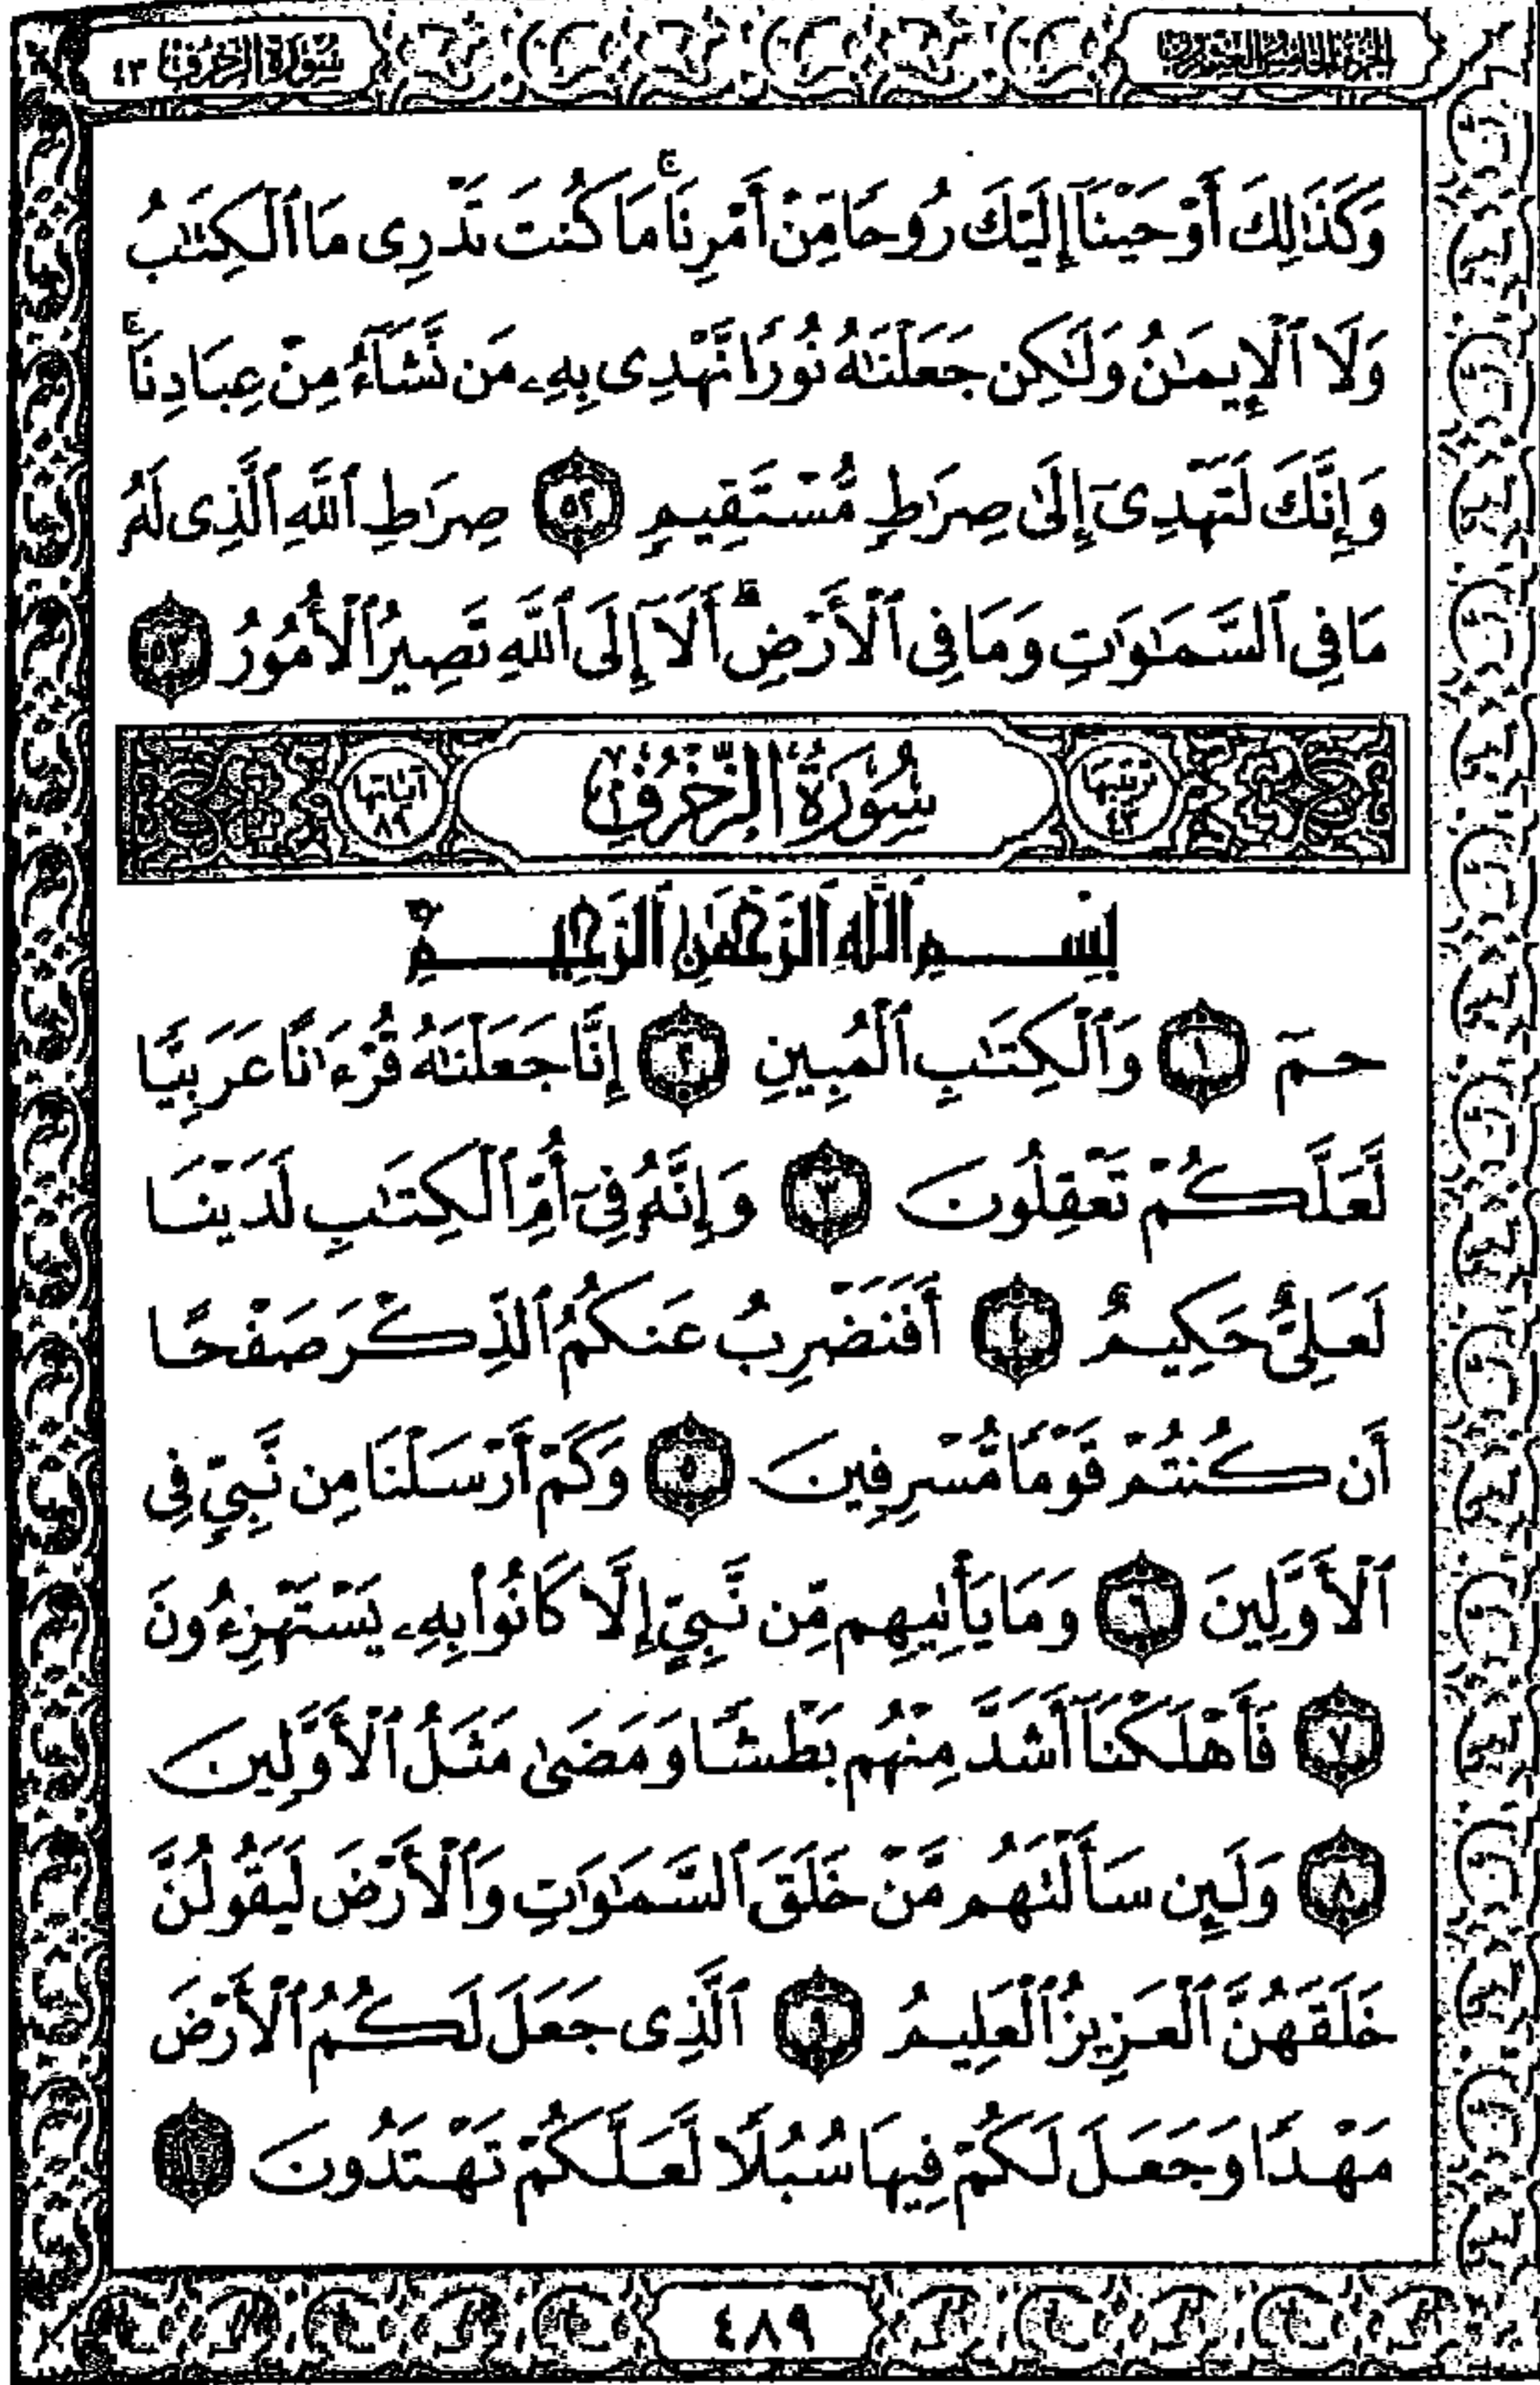 الجزء الخامس والعشرون
سورة الزخرف ٤٣
وَكَذَٰلِكَ أَوْحَيْنَآ إِلَيْكَ رُوحًا مِّنْ أَمْرِنَا ۚ مَا كُنتَ تَدْرِى مَا ٱلْكِتَٰبُ
وَلَا ٱلْإِيمَٰنُ وَلَٰكِن جَعَلْنَٰهُ نُورًا نَّهْدِى بِهِۦ مَن نَّشَآءُ مِنْ عِبَادِنَا ۚ
وَإِنَّكَ لَتَهْدِىٓ إِلَىٰ صِرَٰطٍ مُّسْتَقِيمٍ ٥٢ صِرَٰطِ ٱللَّهِ ٱلَّذِى لَهُۥ
مَا فِى ٱلسَّمَٰوَٰتِ وَمَا فِى ٱلْأَرْضِ ۗ أَلَآ إِلَى ٱللَّهِ تَصِيرُ ٱلْأُمُورُ ٥٣
ترتيبها ٤٣ سُورَةُ الزُّخْرُفِ آياتها ٨٩
بِسْمِ ٱللَّهِ ٱلرَّحْمَٰنِ ٱلرَّحِيمِ
حمٓ ١ وَٱلْكِتَٰبِ ٱلْمُبِينِ ٢ إِنَّا جَعَلْنَٰهُ قُرْءَٰنًا عَرَبِيًّا
لَّعَلَّكُمْ تَعْقِلُونَ ٣ وَإِنَّهُۥ فِىٓ أُمِّ ٱلْكِتَٰبِ لَدَيْنَا
لَعَلِىٌّ حَكِيمٌ ٤ أَفَنَضْرِبُ عَنكُمُ ٱلذِّكْرَ صَفْحًا
أَن كُنتُمْ قَوْمًا مُّسْرِفِينَ ٥ وَكَمْ أَرْسَلْنَا مِن نَّبِىٍّ فِى
ٱلْأَوَّلِينَ ٦ وَمَا يَأْتِيهِم مِّن نَّبِىٍّ إِلَّا كَانُوا۟ بِهِۦ يَسْتَهْزِءُونَ
٧ فَأَهْلَكْنَآ أَشَدَّ مِنْهُم بَطْشًا وَمَضَىٰ مَثَلُ ٱلْأَوَّلِينَ
٨ وَلَئِن سَأَلْتَهُم مَّنْ خَلَقَ ٱلسَّمَٰوَٰتِ وَٱلْأَرْضَ لَيَقُولُنَّ
خَلَقَهُنَّ ٱلْعَزِيزُ ٱلْعَلِيمُ ٩ ٱلَّذِى جَعَلَ لَكُمُ ٱلْأَرْضَ
مَهْدًا وَجَعَلَ لَكُمْ فِيهَا سُبُلًا لَّعَلَّكُمْ تَهْتَدُونَ ١٠
٤٨٩